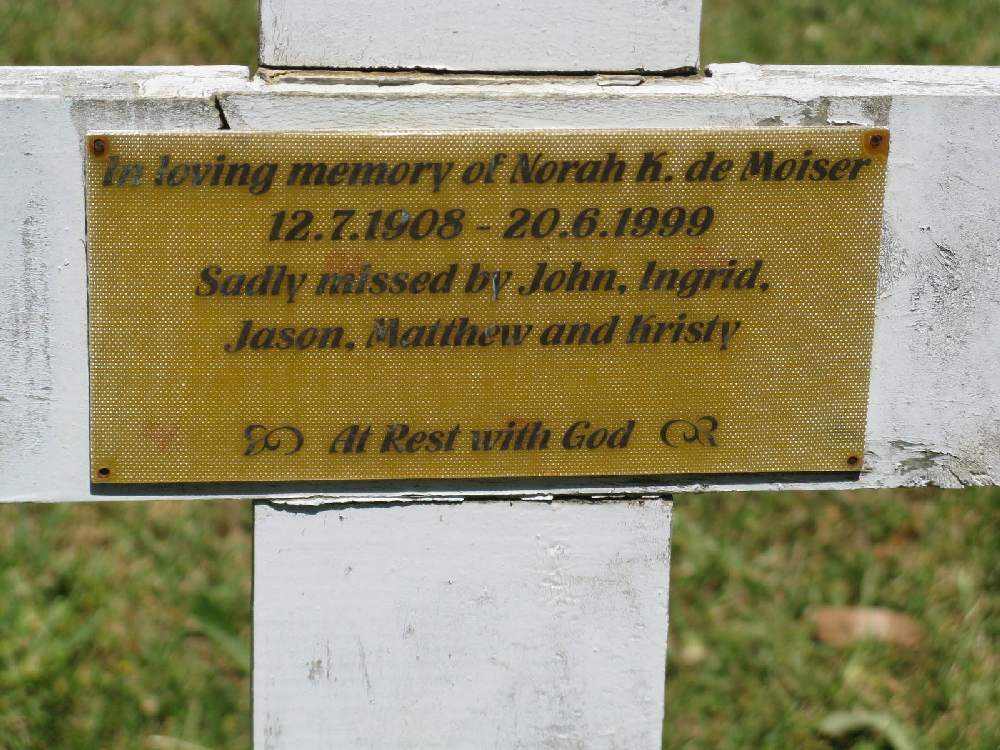 In loving memory of Norah K. de Moiser
12.7.1908 - 20.6.1999
Sadly missed by John, Ingrid,
Jason, Matthew and Kristy
At Rest with God